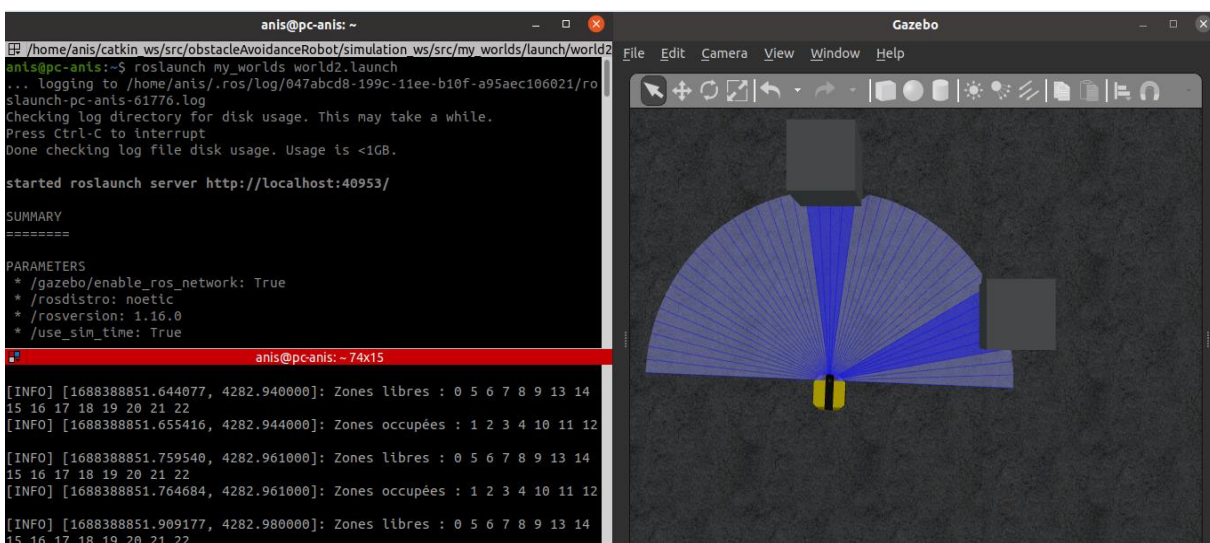 anis@pc-anis: ~
/home/anis/catkin_ws/src/obstacleAvoidanceRobot/simulation_ws/src/my_worlds/launch/world2
anis@pc-anis:~$ roslaunch my_worlds world2.launch
... logging to /home/anis/.ros/log/047abcd8-199c-11ee-b10f-a95aec106021/ro
slaunch-pc-anis-61776.log
Checking log directory for disk usage. This may take a while.
Press Ctrl-C to interrupt
Done checking log file disk usage. Usage is <1GB.
started roslaunch server http://localhost:40953/
SUMMARY
========
PARAMETERS
* /gazebo/enable_ros_network: True
* /rosdistro: noetic
* /rosversion: 1.16.0
* /use_sim_time: True
anis@pc-anis: ~ 74x15
[INFO] [1688388851.644077, 4282.940000]: Zones libres : 0 5 6 7 8 9 13 14
15 16 17 18 19 20 21 22
[INFO] [1688388851.655416, 4282.944000]: Zones occupées : 1 2 3 4 10 11 12
[INFO] [1688388851.759540, 4282.961000]: Zones libres : 0 5 6 7 8 9 13 14
15 16 17 18 19 20 21 22
[INFO] [1688388851.764684, 4282.961000]: Zones occupées : 1 2 3 4 10 11 12
[INFO] [1688388851.909177, 4282.980000]: Zones libres : 0 5 6 7 8 9 13 14
15 16 17 18 19 20 21 22
Gazebo
File Edit Camera View Window Help